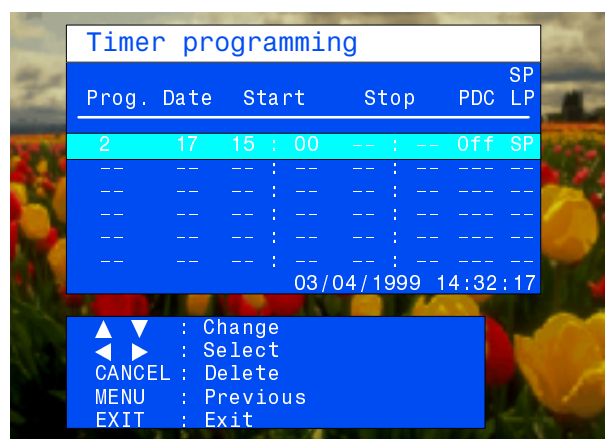 Timer programming
SP
Prog. Date Start Stop PDC LP
2 17 15 : 00 -- : -- Off SP
-- -- -- : -- -- : -- --- --
-- -- -- : -- -- : -- --- --
-- -- -- : -- -- : -- --- --
-- -- -- : -- -- : -- --- --
-- -- -- : -- -- : -- --- --
03/04/1999 14:32:17
▲ ▼ : Change
◀ ▶ : Select
CANCEL : Delete
MENU : Previous
EXIT : Exit